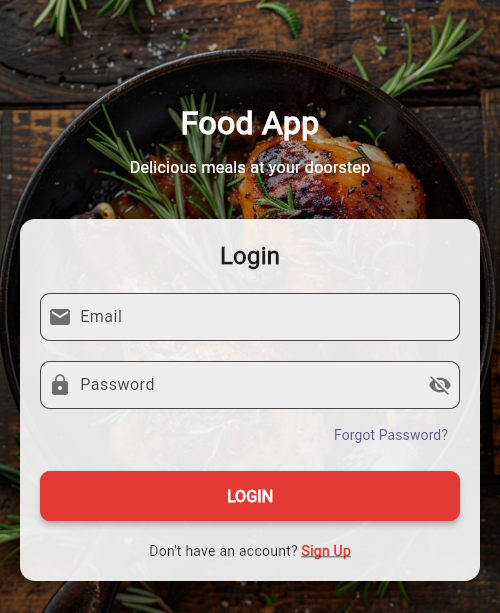 Food App
Delicious meals at your doorstep
Login
Email
Password
Forgot Password?
LOGIN
Don't have an account? Sign Up